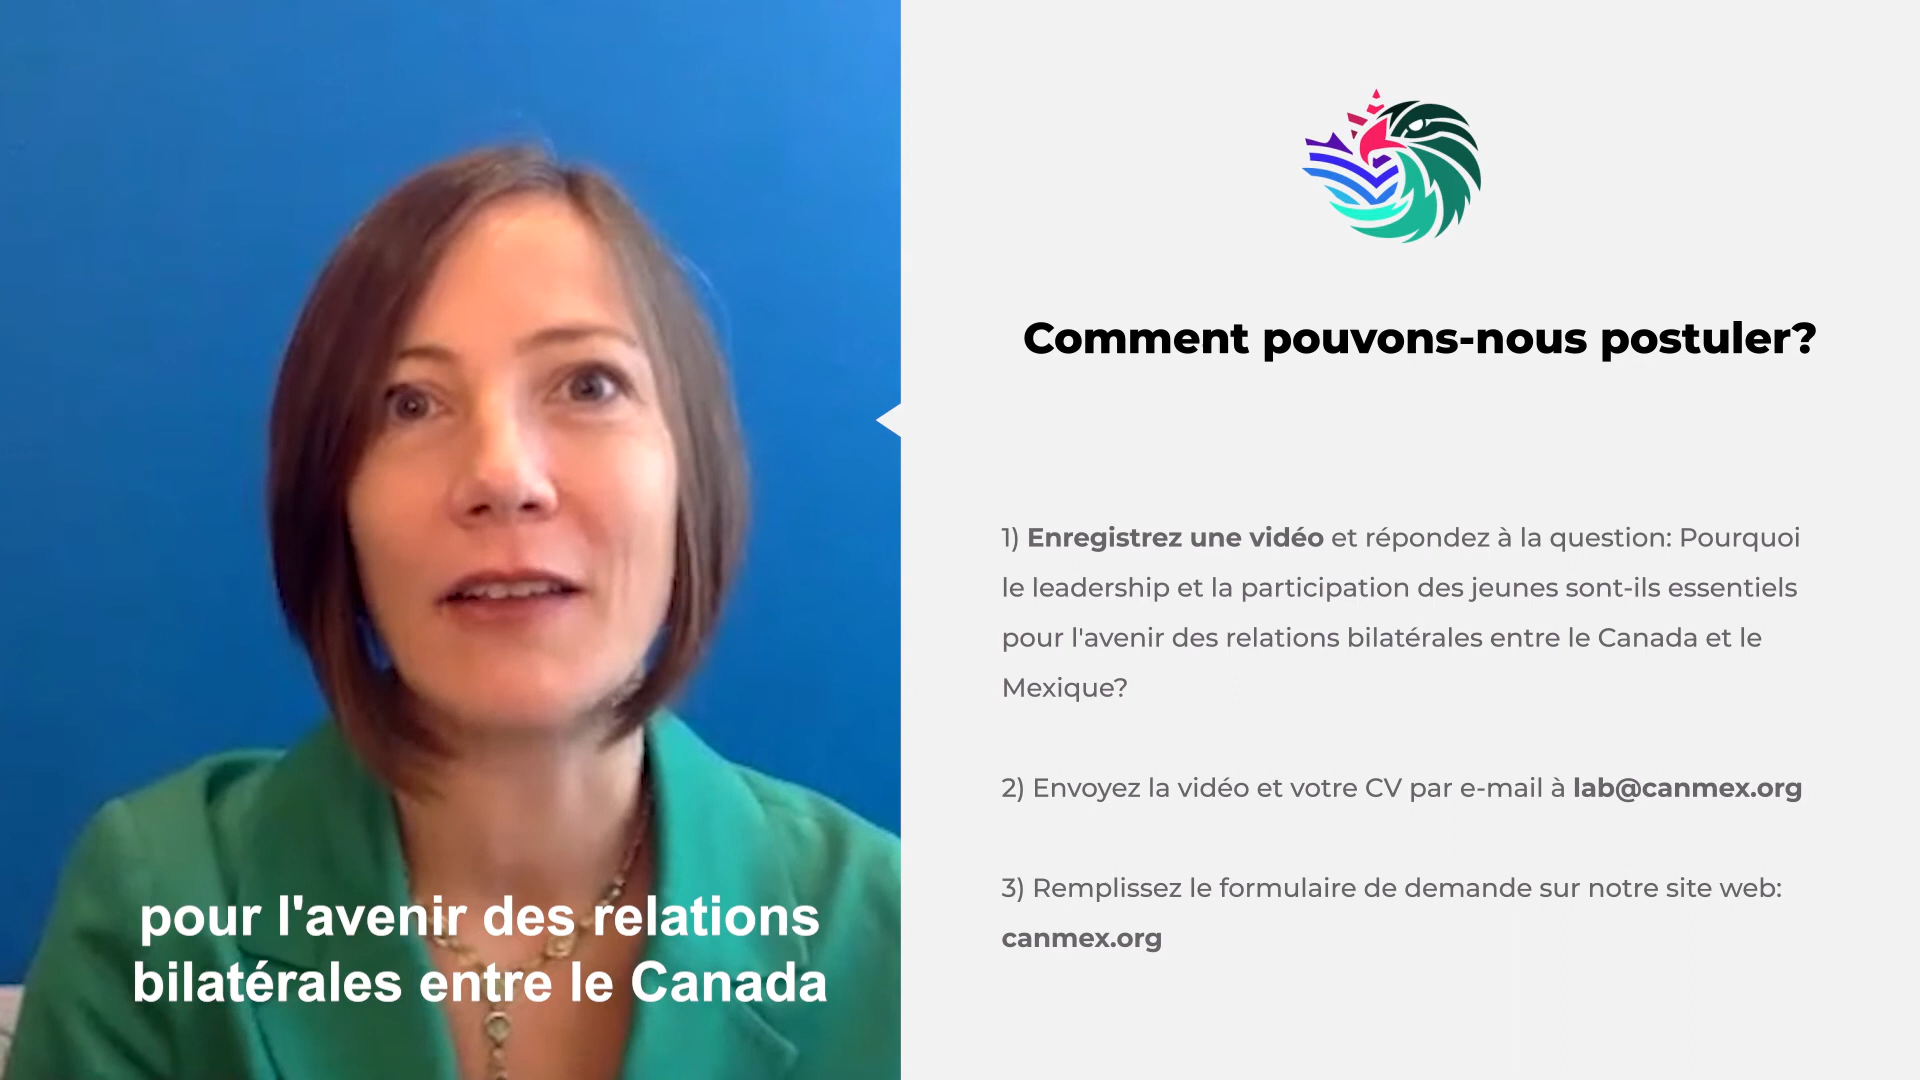 Comment pouvons-nous postuler?
1) Enregistrez une vidéo et répondez à la question: Pourquoi
le leadership et la participation des jeunes sont-ils essentiels
pour l'avenir des relations bilatérales entre le Canada et le
Mexique?
2) Envoyez la vidéo et votre CV par e-mail à lab@canmex.org
3) Remplissez le formulaire de demande sur notre site web:
canmex.org
pour l'avenir des relations
bilatérales entre le Canada